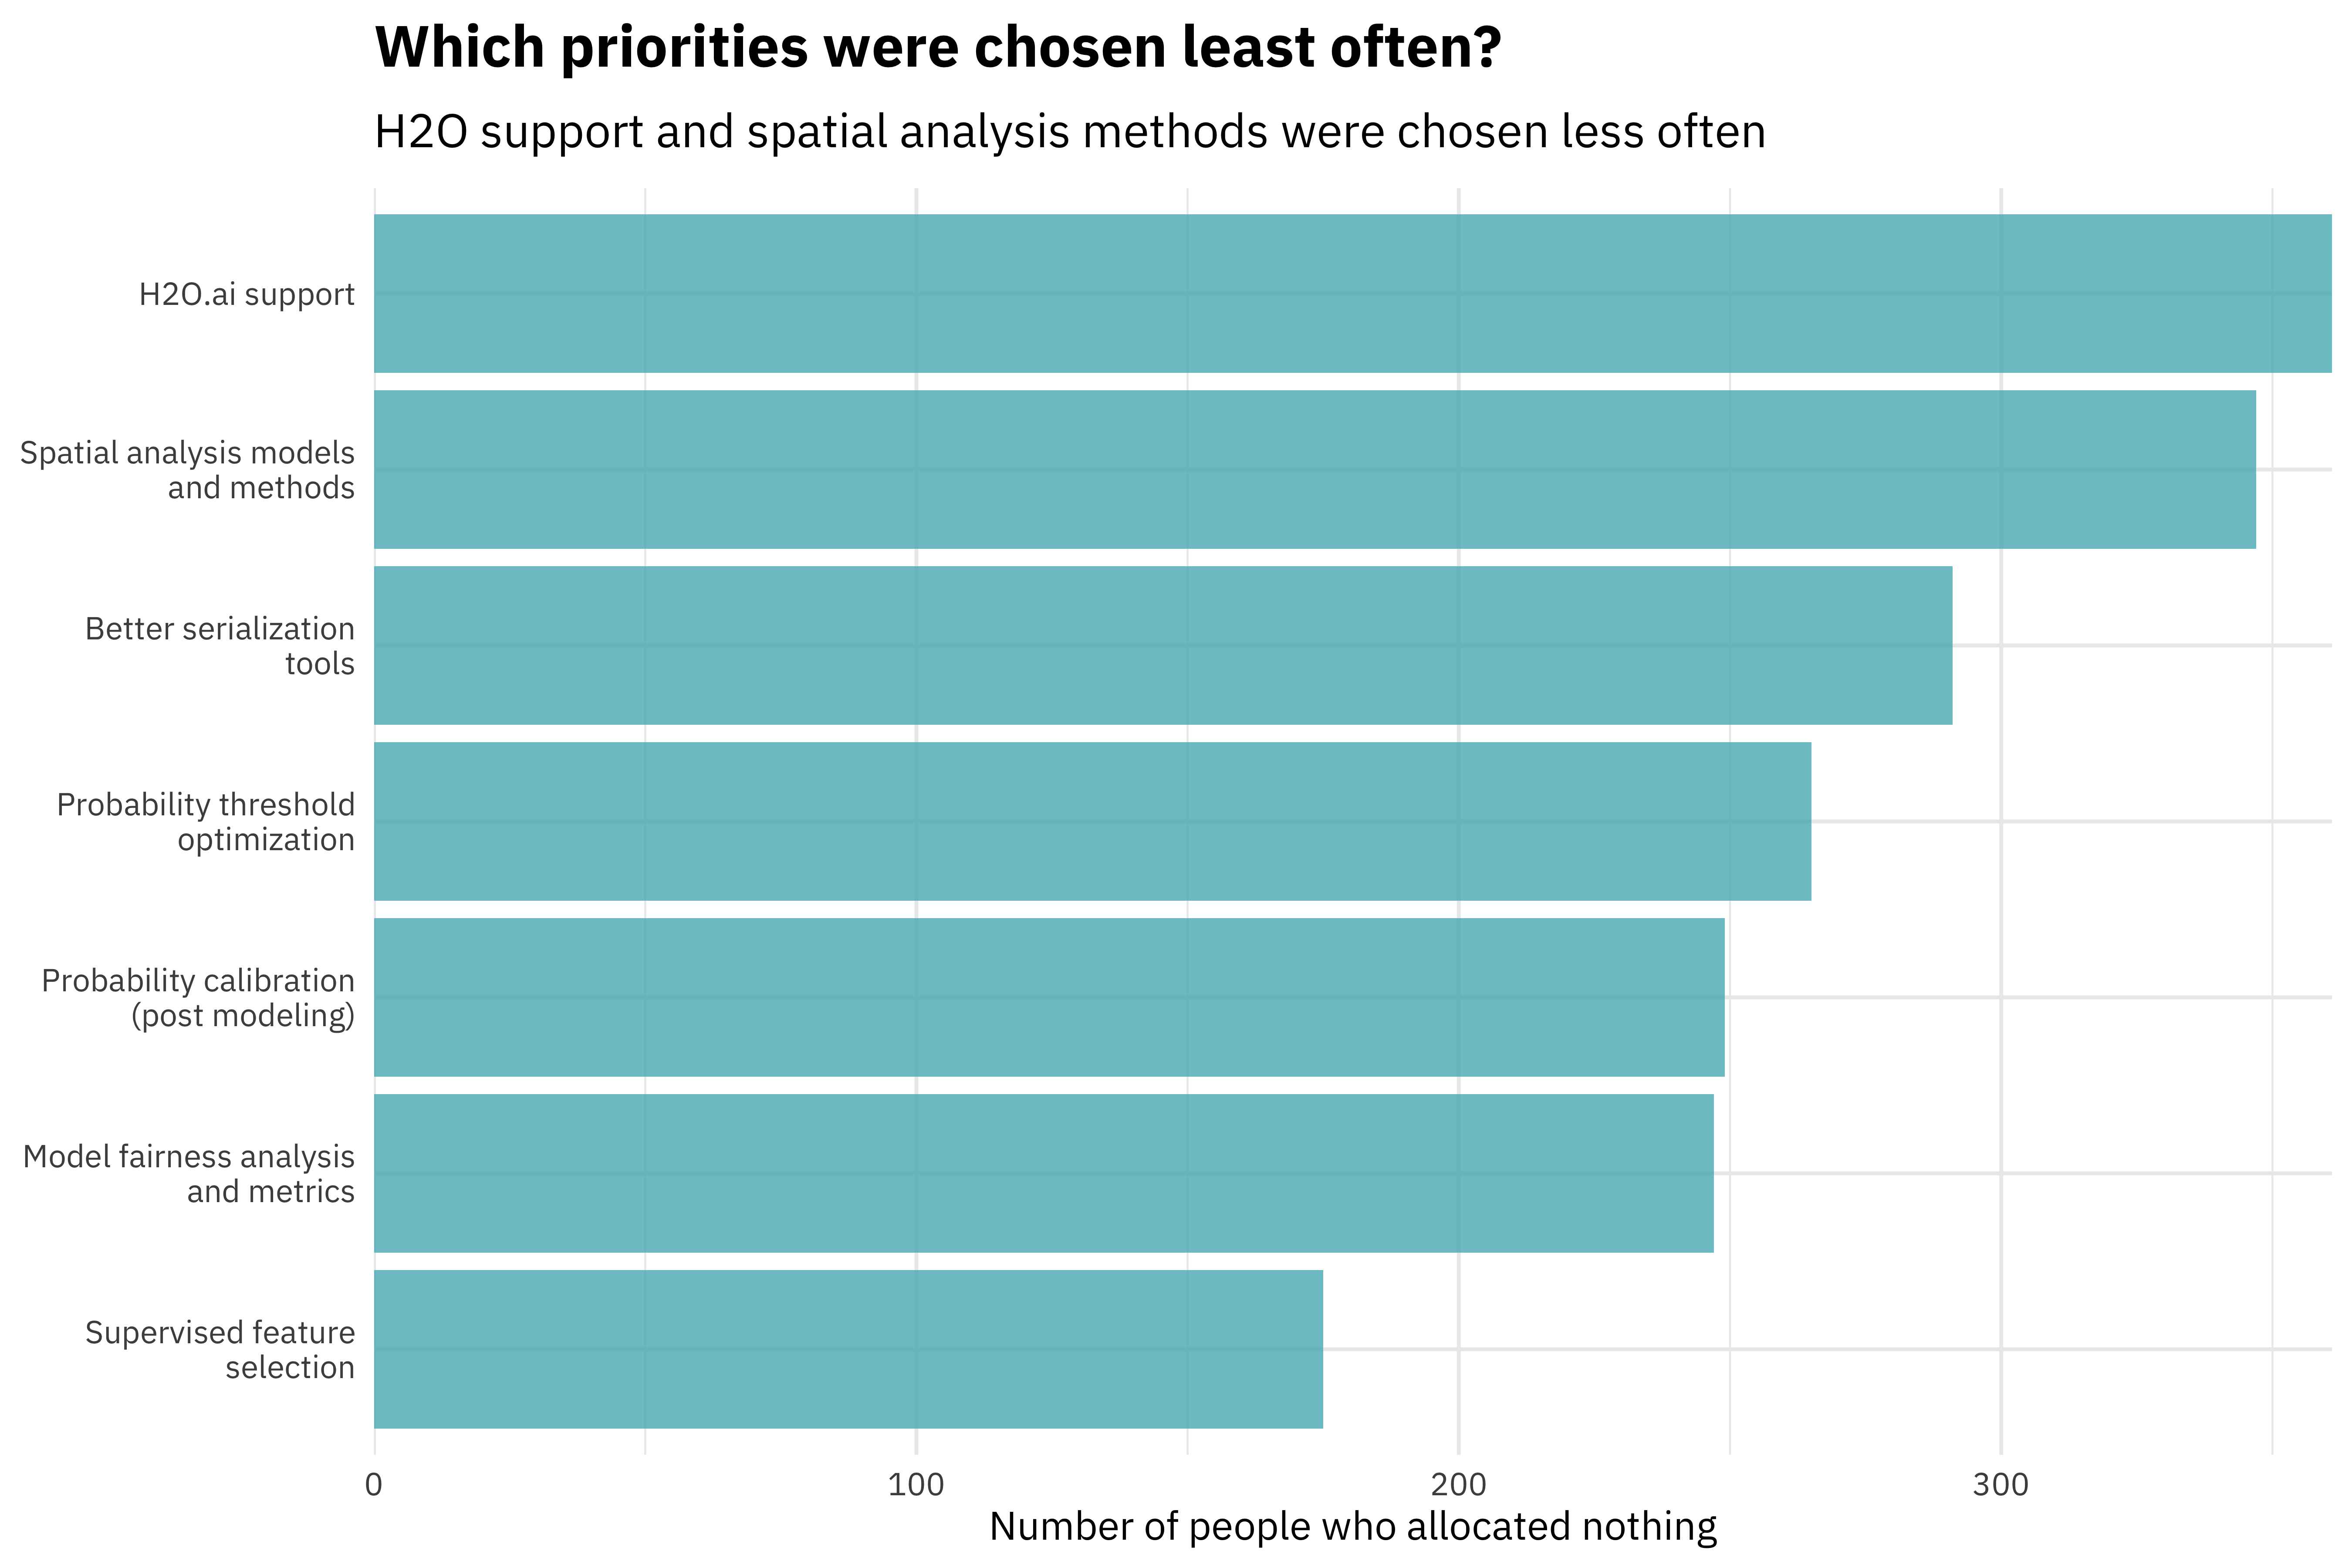 Which priorities were chosen least often?
H2O support and spatial analysis methods were chosen less often
H2O.ai support
Spatial analysis models
and methods
Better serialization
tools
Probability threshold
optimization
Probability calibration
(post modeling)
Model fairness analysis
and metrics
Supervised feature
selection
0 100 200 300
Number of people who allocated nothing